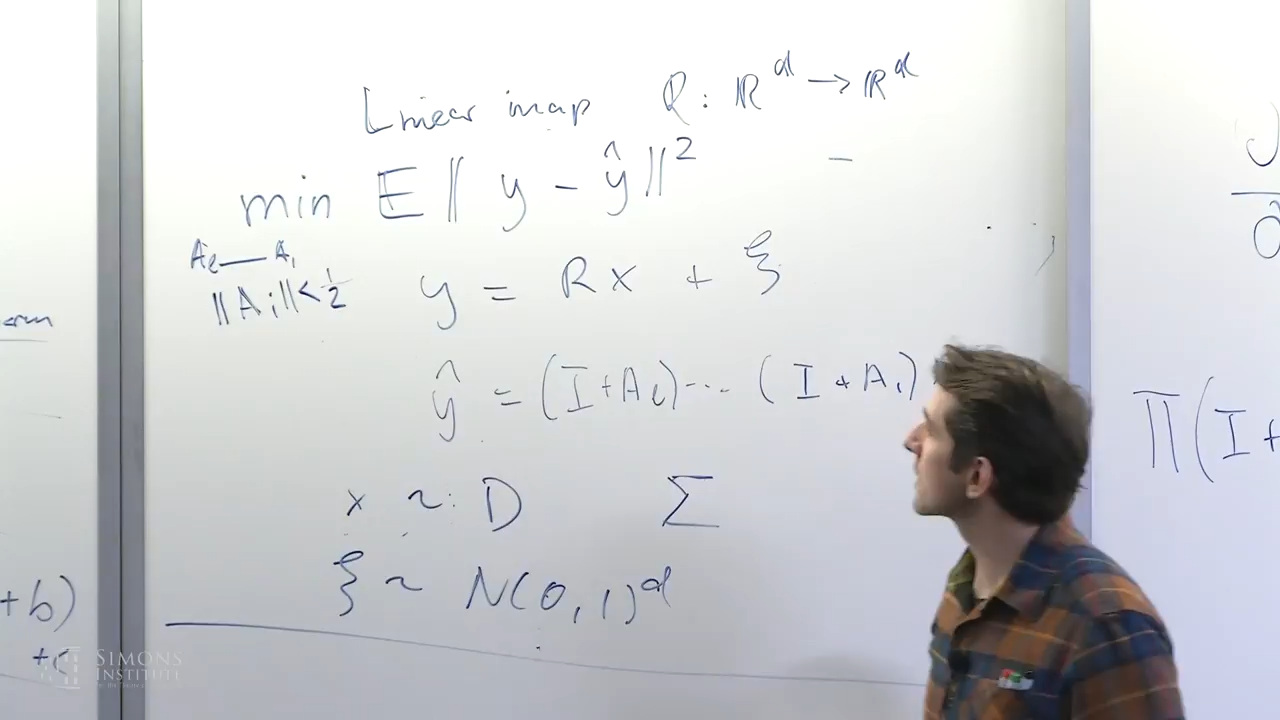 Linear map R: ℝ^d → ℝ^d
min E‖y − ŷ‖²
A_ℓ — A_1
‖A_i‖ < 1/2
y = Rx + ξ
ŷ = (I + A_ℓ) ··· (I + A_1)
x ~ D Σ
ξ ~ N(0, 1)^d
+b)
+c
Π(I +
SIMONS
INSTITUTE